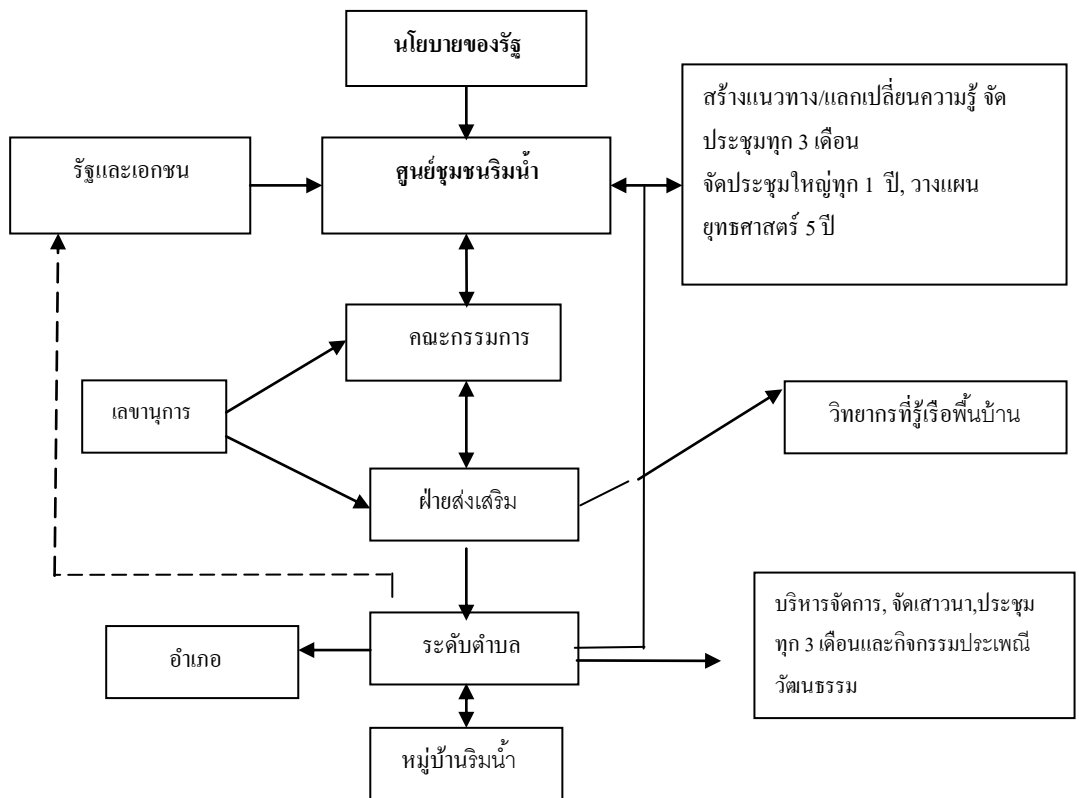 นโยบายของรัฐ
รัฐและเอกชน
ศูนย์ชุมชนริมน้ำ
สร้างแนวทาง/แลกเปลี่ยนความรู้ จัด
ประชุมทุก 3 เดือน
จัดประชุมใหญ่ทุก 1 ปี, วางแผน
ยุทธศาสตร์ 5 ปี
คณะกรรมการ
เลขานุการ
วิทยากรที่รู้เรือพื้นบ้าน
ฝ่ายส่งเสริม
อำเภอ
ระดับตำบล
บริหารจัดการ, จัดเสาวนา,ประชุม
ทุก 3 เดือนและกิจกรรมประเพณี
วัฒนธรรม
หมู่บ้านริมน้ำ